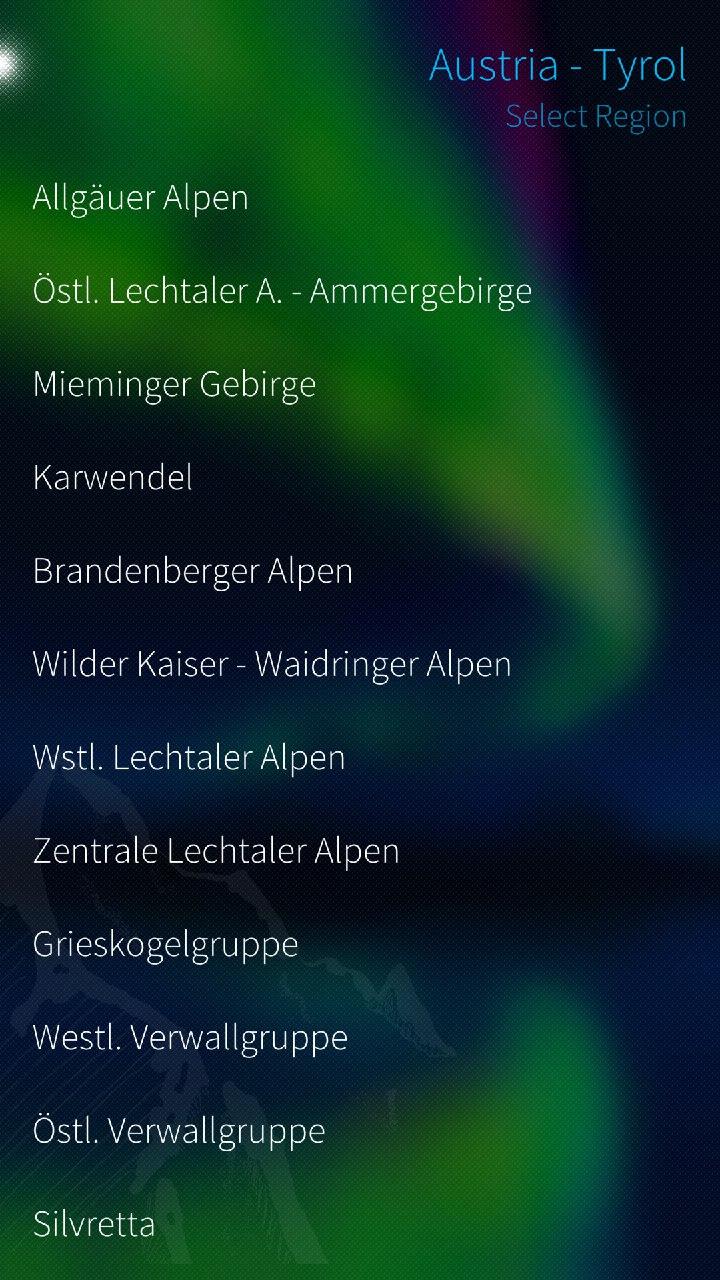 Austria - Tyrol
Select Region
Allgäuer Alpen
Östl. Lechtaler A. - Ammergebirge
Mieminger Gebirge
Karwendel
Brandenberger Alpen
Wilder Kaiser - Waidringer Alpen
Wstl. Lechtaler Alpen
Zentrale Lechtaler Alpen
Grieskogelgruppe
Westl. Verwallgruppe
Östl. Verwallgruppe
Silvretta